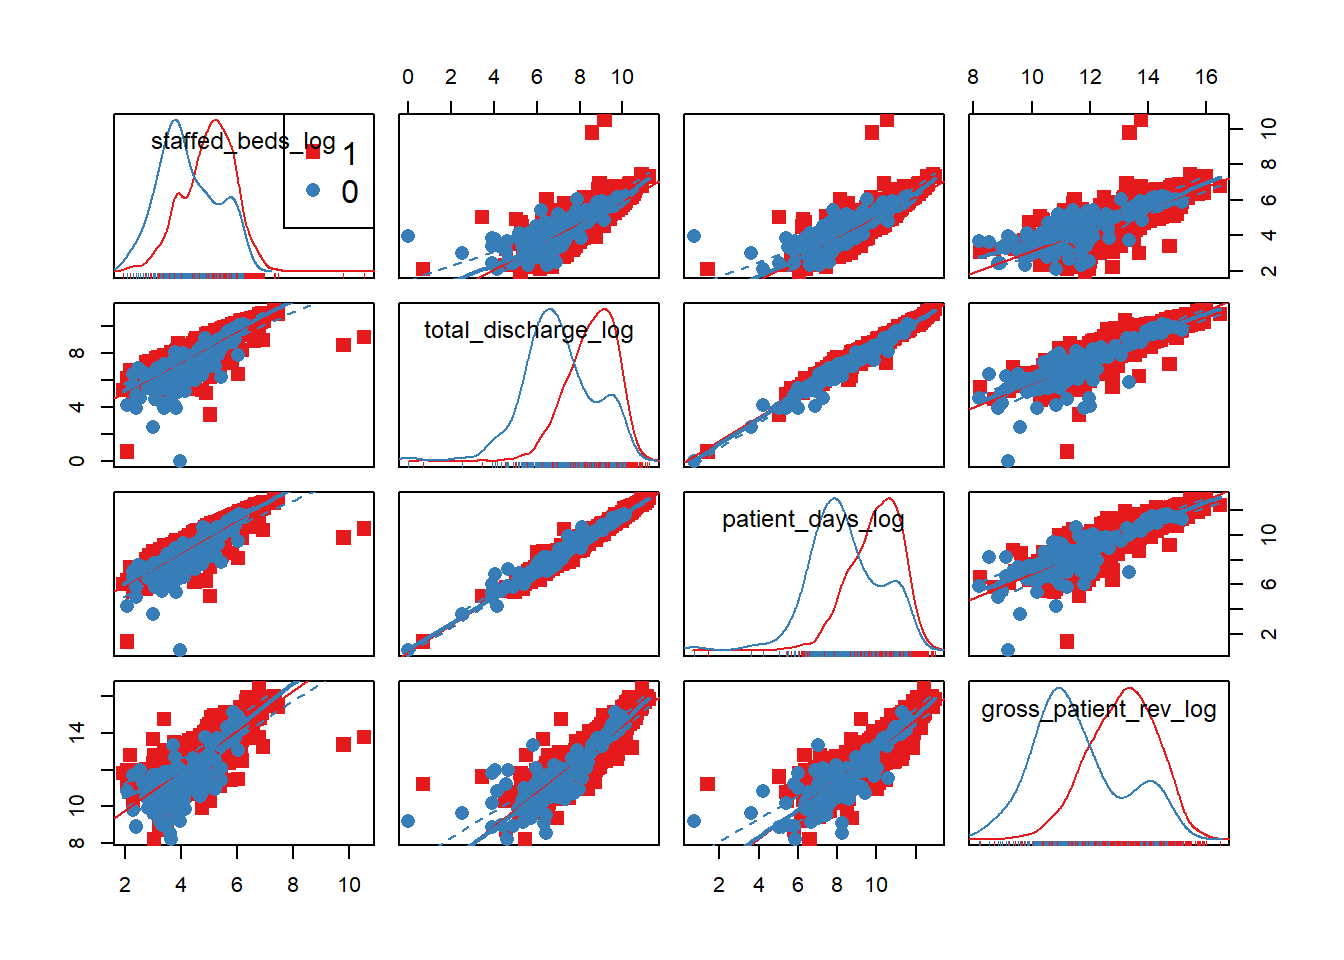 0 2 4 6 8 10
8 10 12 14 16
staffed_beds_log
1
0
2 4 6 8 10
total_discharge_log
0 4 8
patient_days_log
2 6 10
gross_patient_rev_log
8 10 14
2 4 6 8 10
2 4 6 8 10